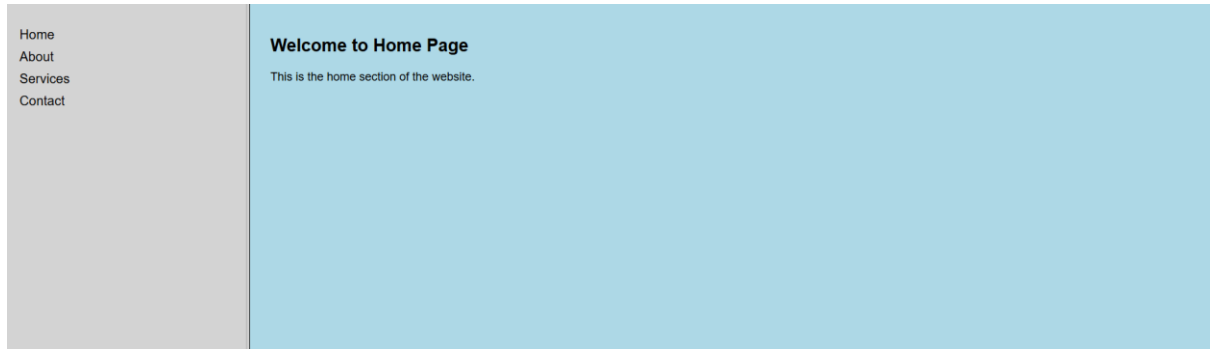 Home
About
Services
Contact
Welcome to Home Page
This is the home section of the website.